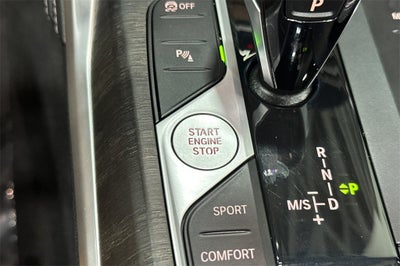 OFF
P
P
START
ENGINE
STOP
R
N
N
D
P
M/S
+
SPORT
COMFORT